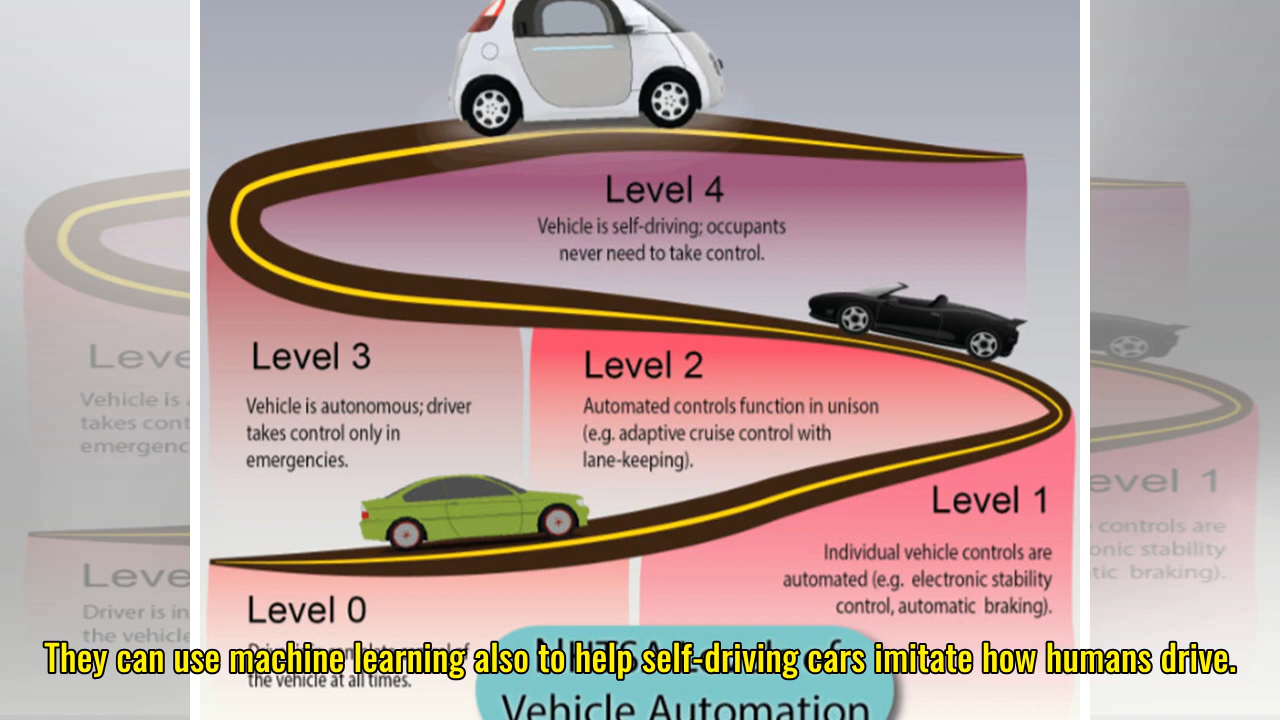 Level 4
Vehicle is self-driving; occupants
never need to take control.
Level 3
Vehicle is autonomous; driver
takes control only in
emergencies.
Level 2
Automated controls function in unison
(e.g. adaptive cruise control with
lane-keeping).
Level 1
Individual vehicle controls are
automated (e.g. electronic stability
control, automatic braking).
Level 0
the vehicle at all times.
Vehicle Automation
They can use machine learning also to help self-driving cars imitate how humans drive.